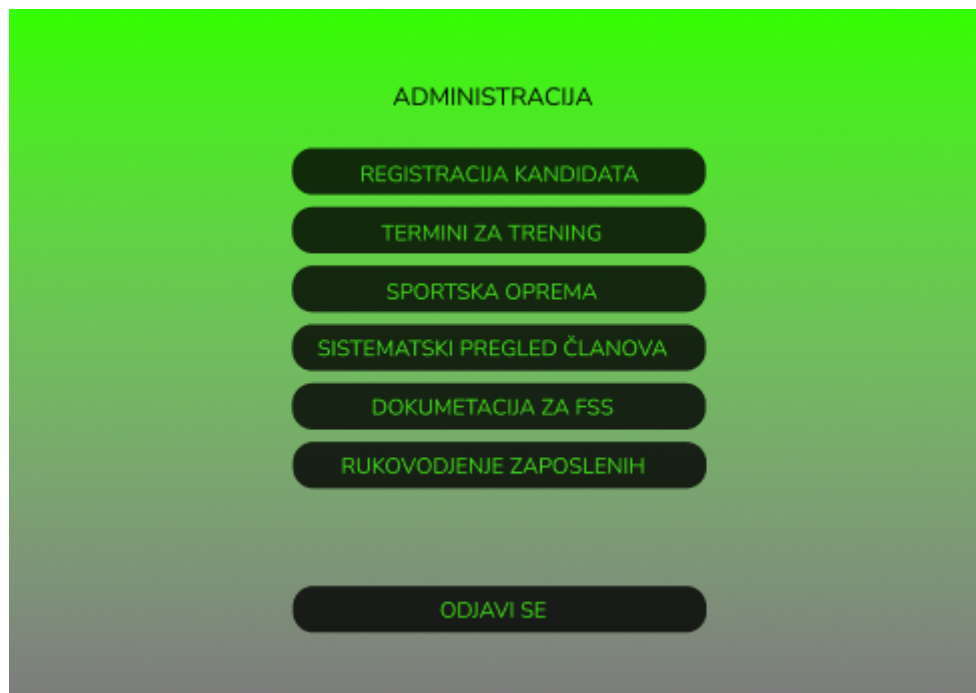 ADMINISTRACIJA
REGISTRACIJA KANDIDATA
TERMINI ZA TRENING
SPORTSKA OPREMA
SISTEMATSKI PREGLED ČLANOVA
DOKUMETACIJA ZA FSS
RUKOVODJENJE ZAPOSLENIH
ODJAVI SE